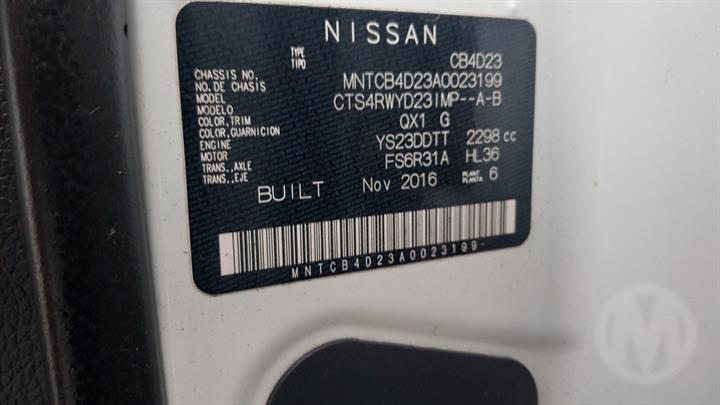 NISSAN
TYPE
TIPO CB4D23
CHASSIS NO.
NO. DE CHASIS MNTCB4D23A0023199
MODEL
MODELO CTS4RWYD23IMP--A-B
COLOR, TRIM
COLOR, GUARNICION QX1 G
ENGINE
MOTOR YS23DDTT 2298 cc
TRANS., AXLE
TRANS., EJE FS6R31A HL36
BUILT Nov 2016 PLANT
PLANTA 6
MNTCB4D23A0023199
M